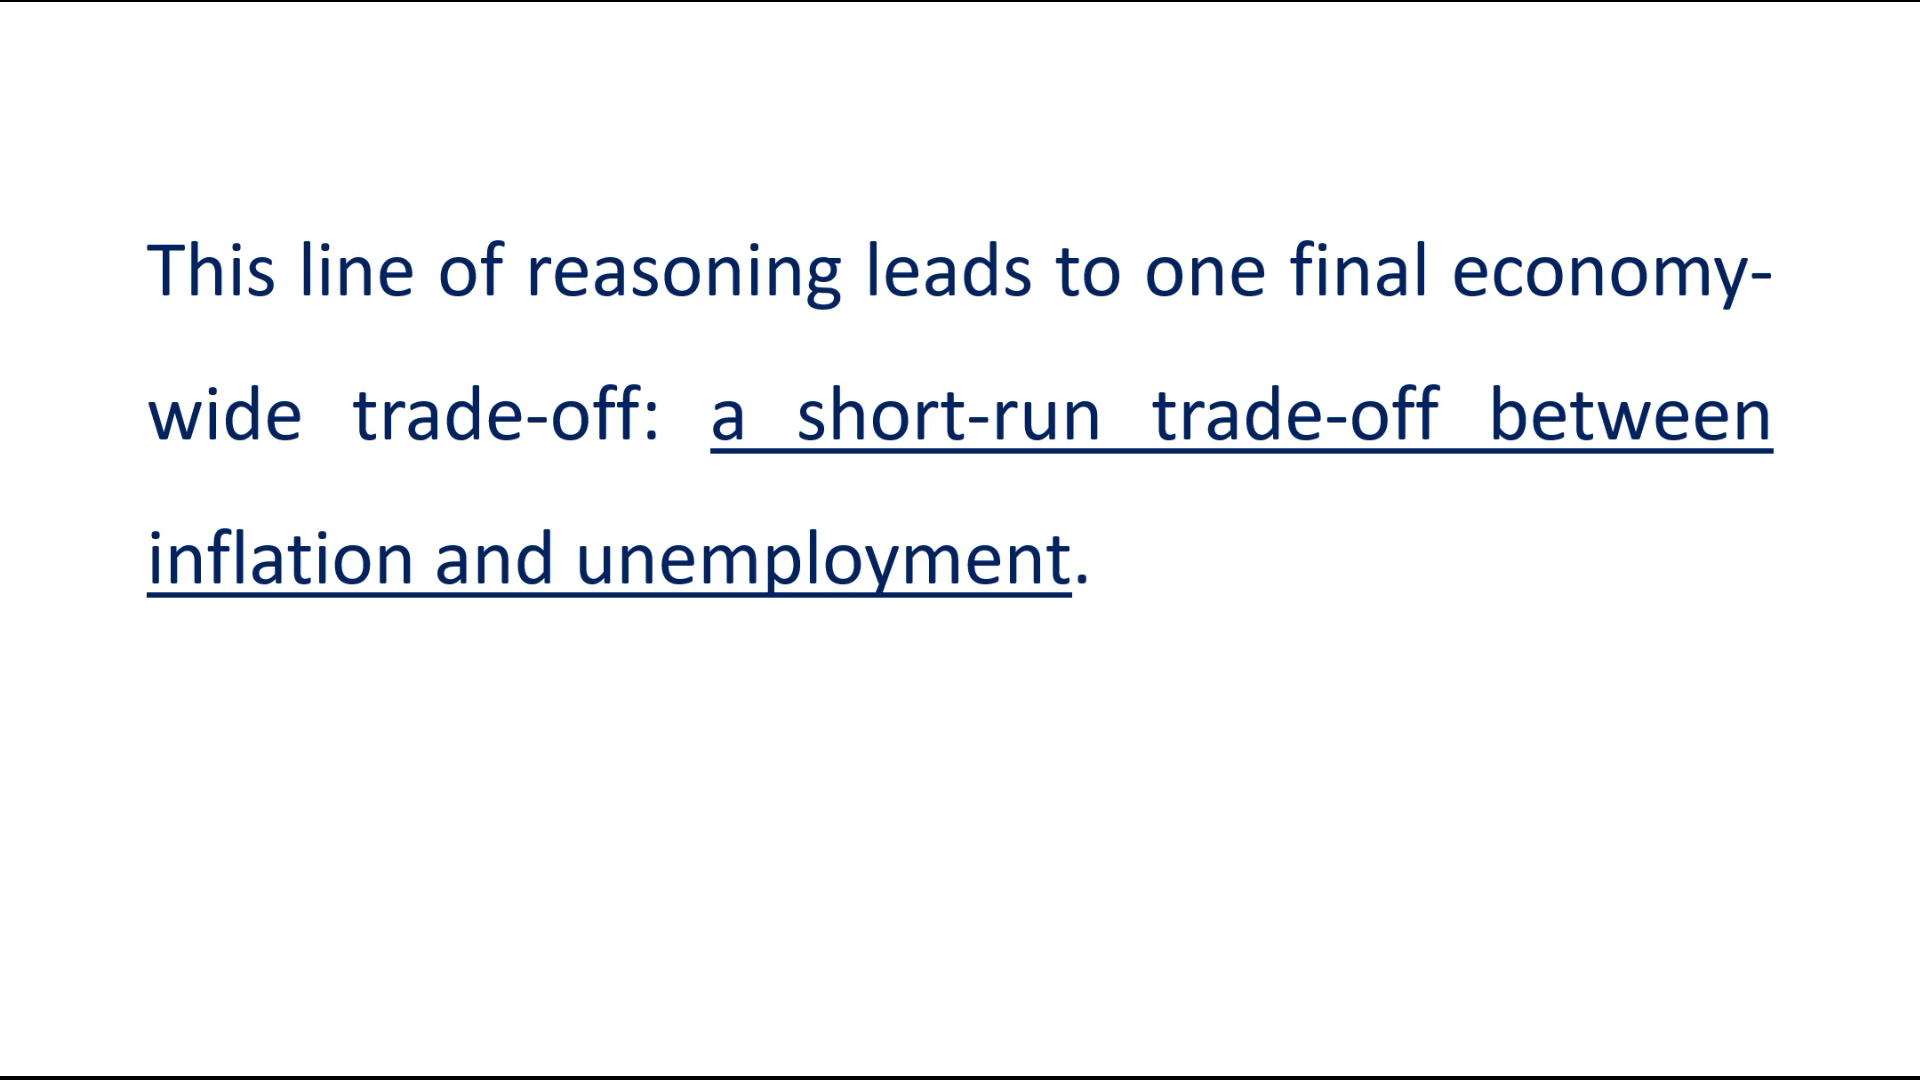 This line of reasoning leads to one final economy-
wide trade-off: a short-run trade-off between
inflation and unemployment.